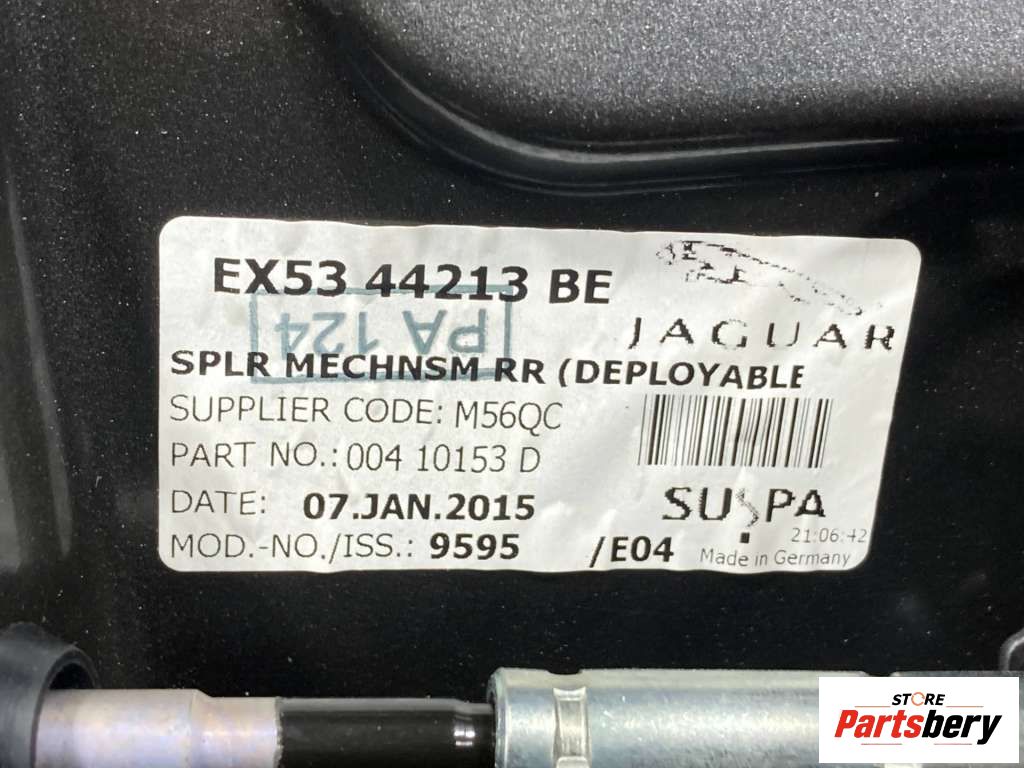 EX53 44213 BE
PA 124
JAGUAR
SPLR MECHNSM RR (DEPLOYABLE
SUPPLIER CODE: M56QC
PART NO.: 004 10153 D
DATE: 07.JAN.2015
SUSPA
21:06:42
MOD.-NO./ISS.: 9595 /E04
Made in Germany
STORE
Partsbery